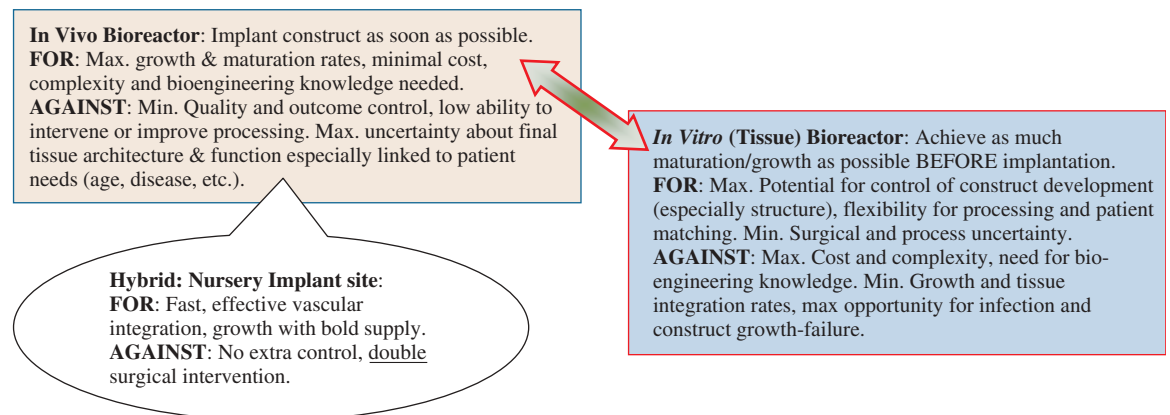 In Vivo Bioreactor: Implant construct as soon as possible.
FOR: Max. growth & maturation rates, minimal cost,
complexity and bioengineering knowledge needed.
AGAINST: Min. Quality and outcome control, low ability to
intervene or improve processing. Max. uncertainty about final
tissue architecture & function especially linked to patient
needs (age, disease, etc.).
In Vitro (Tissue) Bioreactor: Achieve as much
maturation/growth as possible BEFORE implantation.
FOR: Max. Potential for control of construct development
(especially structure), flexibility for processing and patient
matching. Min. Surgical and process uncertainty.
AGAINST: Max. Cost and complexity, need for bio-
engineering knowledge. Min. Growth and tissue
integration rates, max opportunity for infection and
construct growth-failure.
Hybrid: Nursery Implant site:
FOR: Fast, effective vascular
integration, growth with bold supply.
AGAINST: No extra control, double
surgical intervention.